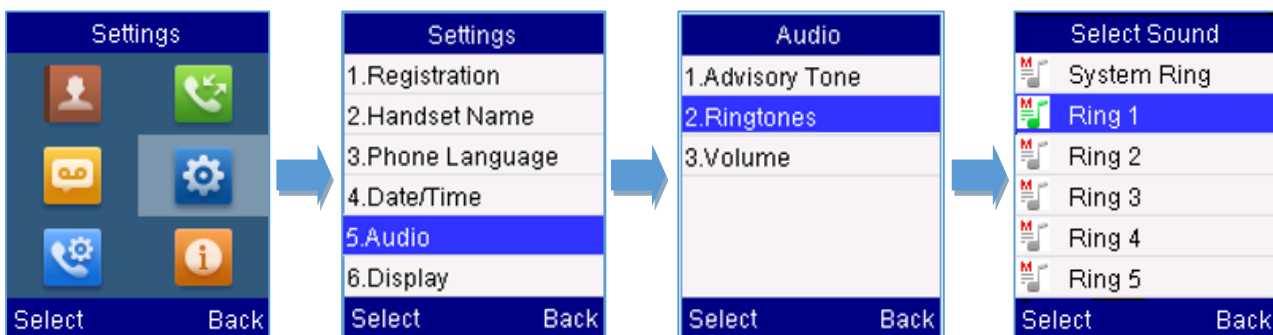 Settings
Select Back
Settings
1.Registration
2.Handset Name
3.Phone Language
4.Date/Time
5.Audio
6.Display
Select Back
Audio
1.Advisory Tone
2.Ringtones
3.Volume
Select Back
Select Sound
M System Ring
M Ring 1
M Ring 2
M Ring 3
M Ring 4
M Ring 5
Select Back